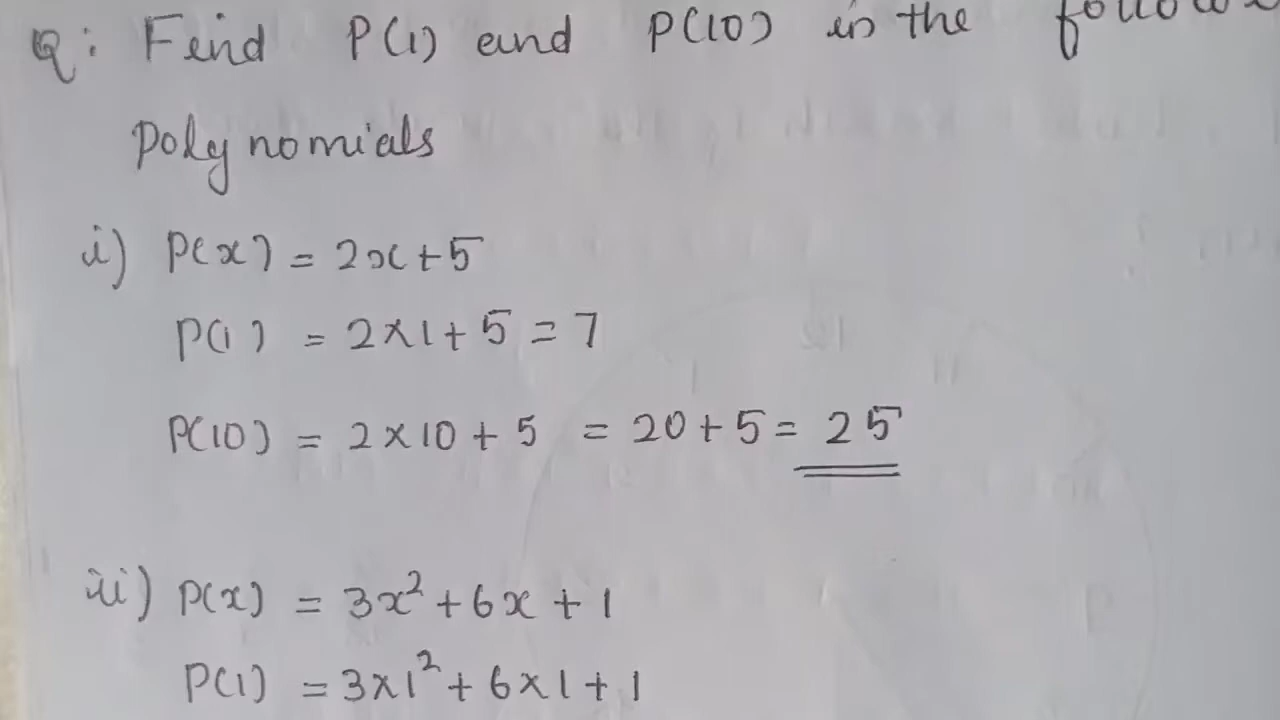 Q: Find P(1) and P(10) in the
polynomials
i) P(x) = 2x+5
P(1) = 2×1+5 = 7
P(10) = 2×10+5 = 20+5 = 25
ii) P(x) = 3x²+6x+1
P(1) = 3×1²+6×1+1